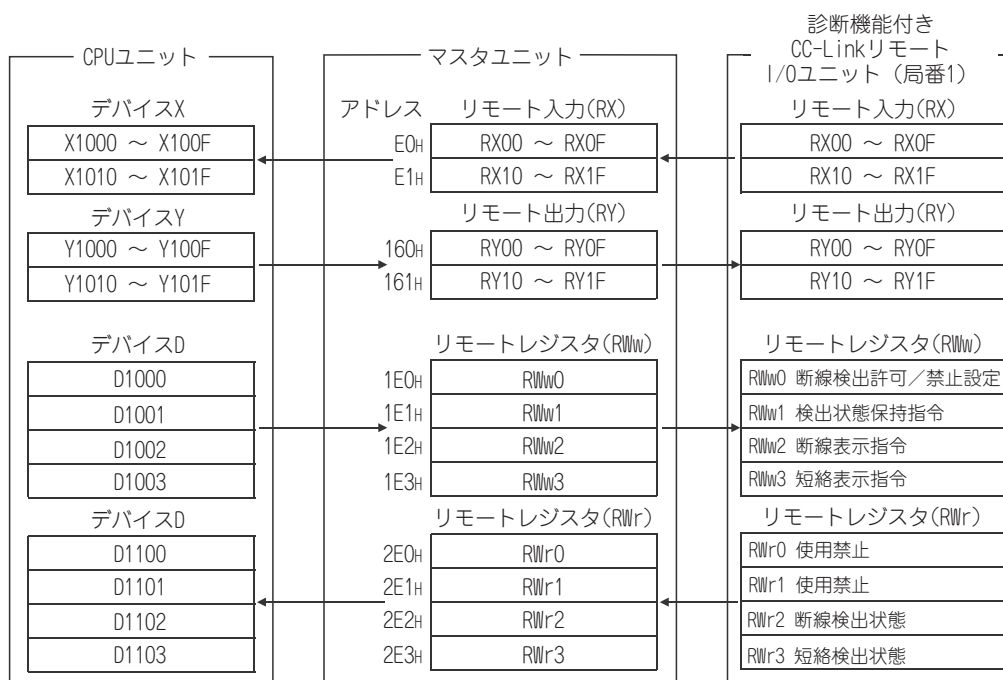 CPUユニット
デバイスX
X1000 ～ X100F
X1010 ～ X101F
デバイスY
Y1000 ～ Y100F
Y1010 ～ Y101F
デバイスD
D1000
D1001
D1002
D1003
デバイスD
D1100
D1101
D1102
D1103
マスタユニット
アドレス リモート入力(RX)
E0H RX00 ～ RX0F
E1H RX10 ～ RX1F
リモート出力(RY)
160H RY00 ～ RY0F
161H RY10 ～ RY1F
リモートレジスタ(RWw)
1E0H RWw0
1E1H RWw1
1E2H RWw2
1E3H RWw3
リモートレジスタ(RWr)
2E0H RWr0
2E1H RWr1
2E2H RWr2
2E3H RWr3
診断機能付き
CC-Linkリモート
I/Oユニット（局番1）
リモート入力(RX)
RX00 ～ RX0F
RX10 ～ RX1F
リモート出力(RY)
RY00 ～ RY0F
RY10 ～ RY1F
リモートレジスタ(RWw)
RWw0 断線検出許可／禁止設定
RWw1 検出状態保持指令
RWw2 断線表示指令
RWw3 短絡表示指令
リモートレジスタ(RWr)
RWr0 使用禁止
RWr1 使用禁止
RWr2 断線検出状態
RWr3 短絡検出状態